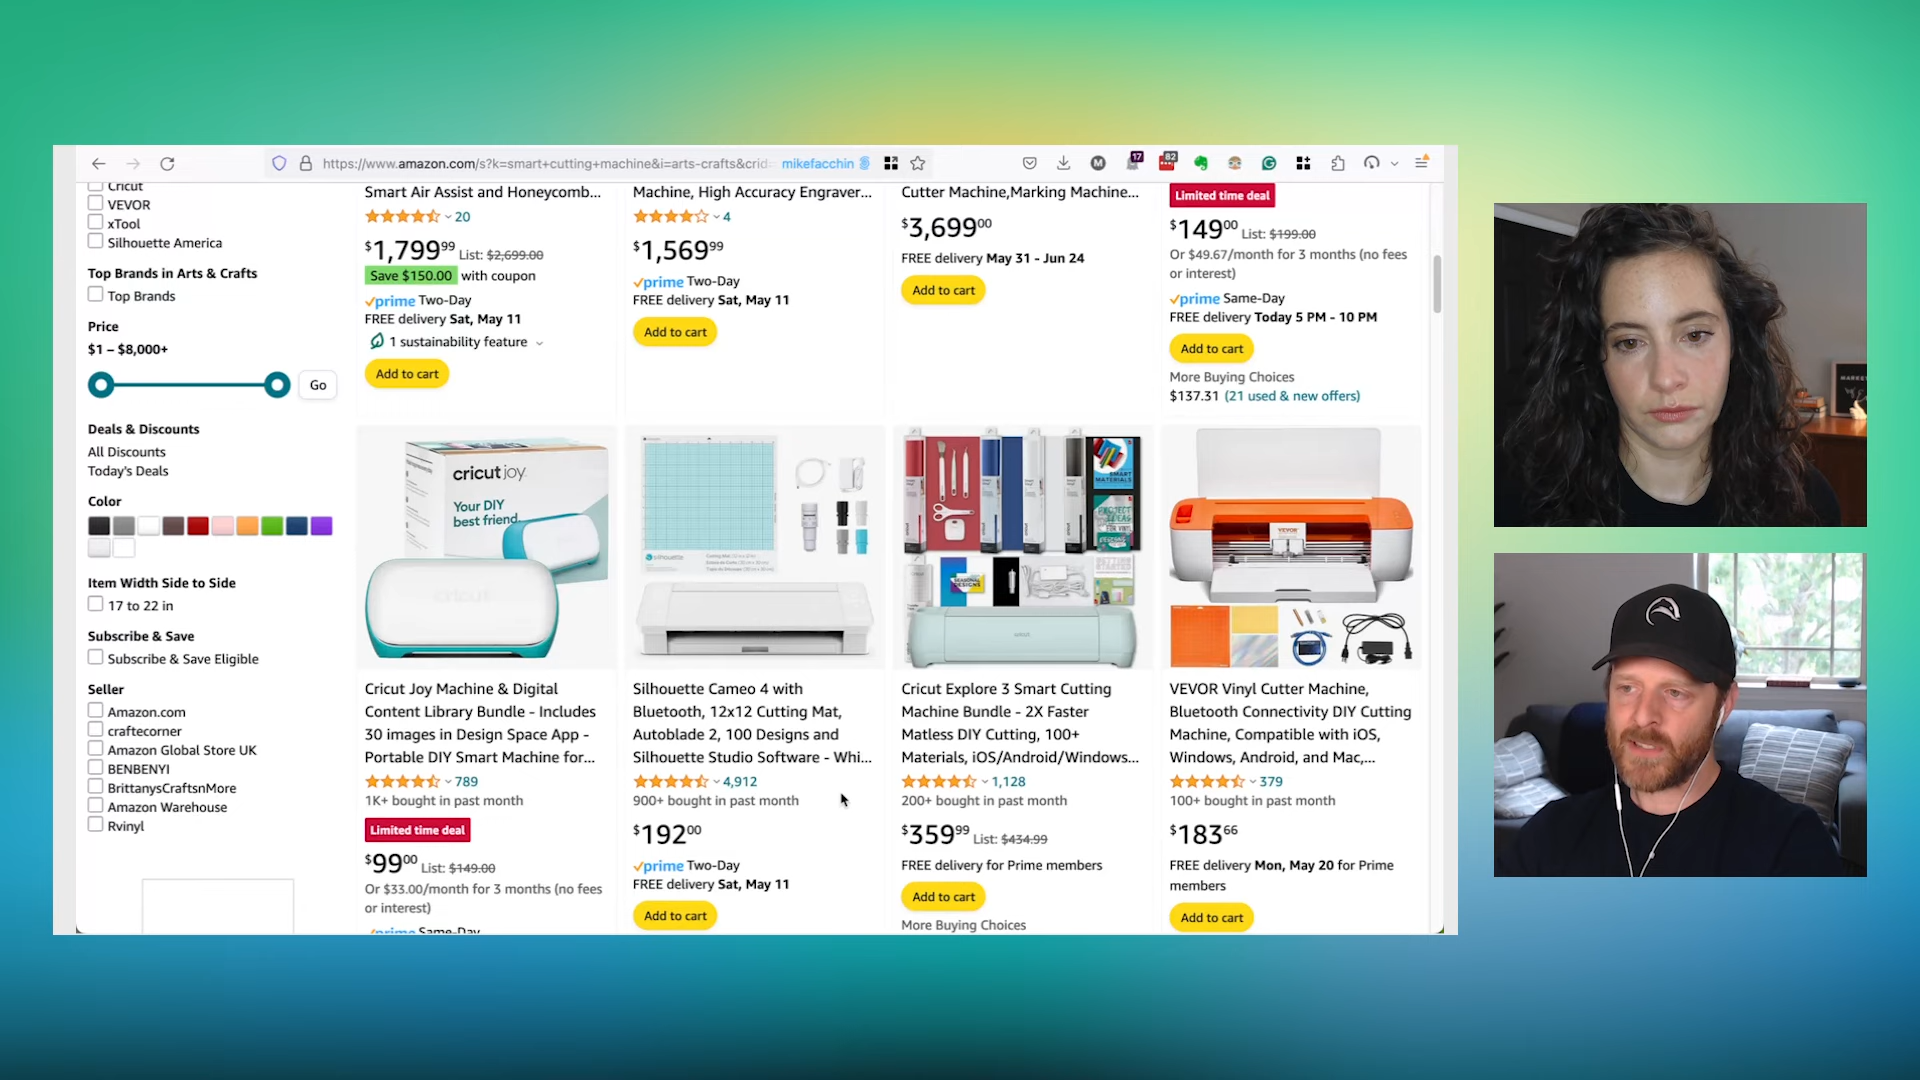 https://www.amazon.com/s?k=smart+cutting+machine&i=arts-crafts&crid=
mikefacchin
17
82
Cricut
VEVOR
xTool
Silhouette America
Top Brands in Arts & Crafts
Top Brands
Price
$1 – $8,000+
Go
Deals & Discounts
All Discounts
Today's Deals
Color
Item Width Side to Side
17 to 22 in
Subscribe & Save
Subscribe & Save Eligible
Seller
Amazon.com
craftecorner
Amazon Global Store UK
BENBENYI
BrittanysCraftsnMore
Amazon Warehouse
Rvinyl
Smart Air Assist and Honeycomb...
20
$1,799.99 List: $2,699.00
Save $150.00 with coupon
prime Two-Day
FREE delivery Sat, May 11
1 sustainability feature
Add to cart
Machine, High Accuracy Engraver...
4
$1,569.99
prime Two-Day
FREE delivery Sat, May 11
Add to cart
Cutter Machine,Marking Machine...
$3,699.00
FREE delivery May 31 - Jun 24
Add to cart
Limited time deal
$149.00 List: $199.00
Or $49.67/month for 3 months (no fees
or interest)
prime Same-Day
FREE delivery Today 5 PM - 10 PM
Add to cart
More Buying Choices
$137.31 (21 used & new offers)
cricut joy
Your DIY
best friend
Cricut Joy Machine & Digital
Content Library Bundle - Includes
30 images in Design Space App -
Portable DIY Smart Machine for...
789
1K+ bought in past month
Limited time deal
$99.00 List: $149.00
Or $33.00/month for 3 months (no fees
or interest)
prime Same-Day
silhouette
Silhouette Cameo 4 with
Bluetooth, 12x12 Cutting Mat,
Autoblade 2, 100 Designs and
Silhouette Studio Software - Whi...
4,912
900+ bought in past month
$192.00
prime Two-Day
FREE delivery Sat, May 11
Add to cart
SMART
MATERIALS
PROJECT
IDEAS
SEASONAL
DESIGNS
Cricut Explore 3 Smart Cutting
Machine Bundle - 2X Faster
Matless DIY Cutting, 100+
Materials, iOS/Android/Windows...
1,128
200+ bought in past month
$359.99 List: $434.99
FREE delivery for Prime members
Add to cart
More Buying Choices
VEVOR
VEVOR Vinyl Cutter Machine,
Bluetooth Connectivity DIY Cutting
Machine, Compatible with iOS,
Windows, Android, and Mac,...
379
100+ bought in past month
$183.66
FREE delivery Mon, May 20 for Prime
members
Add to cart